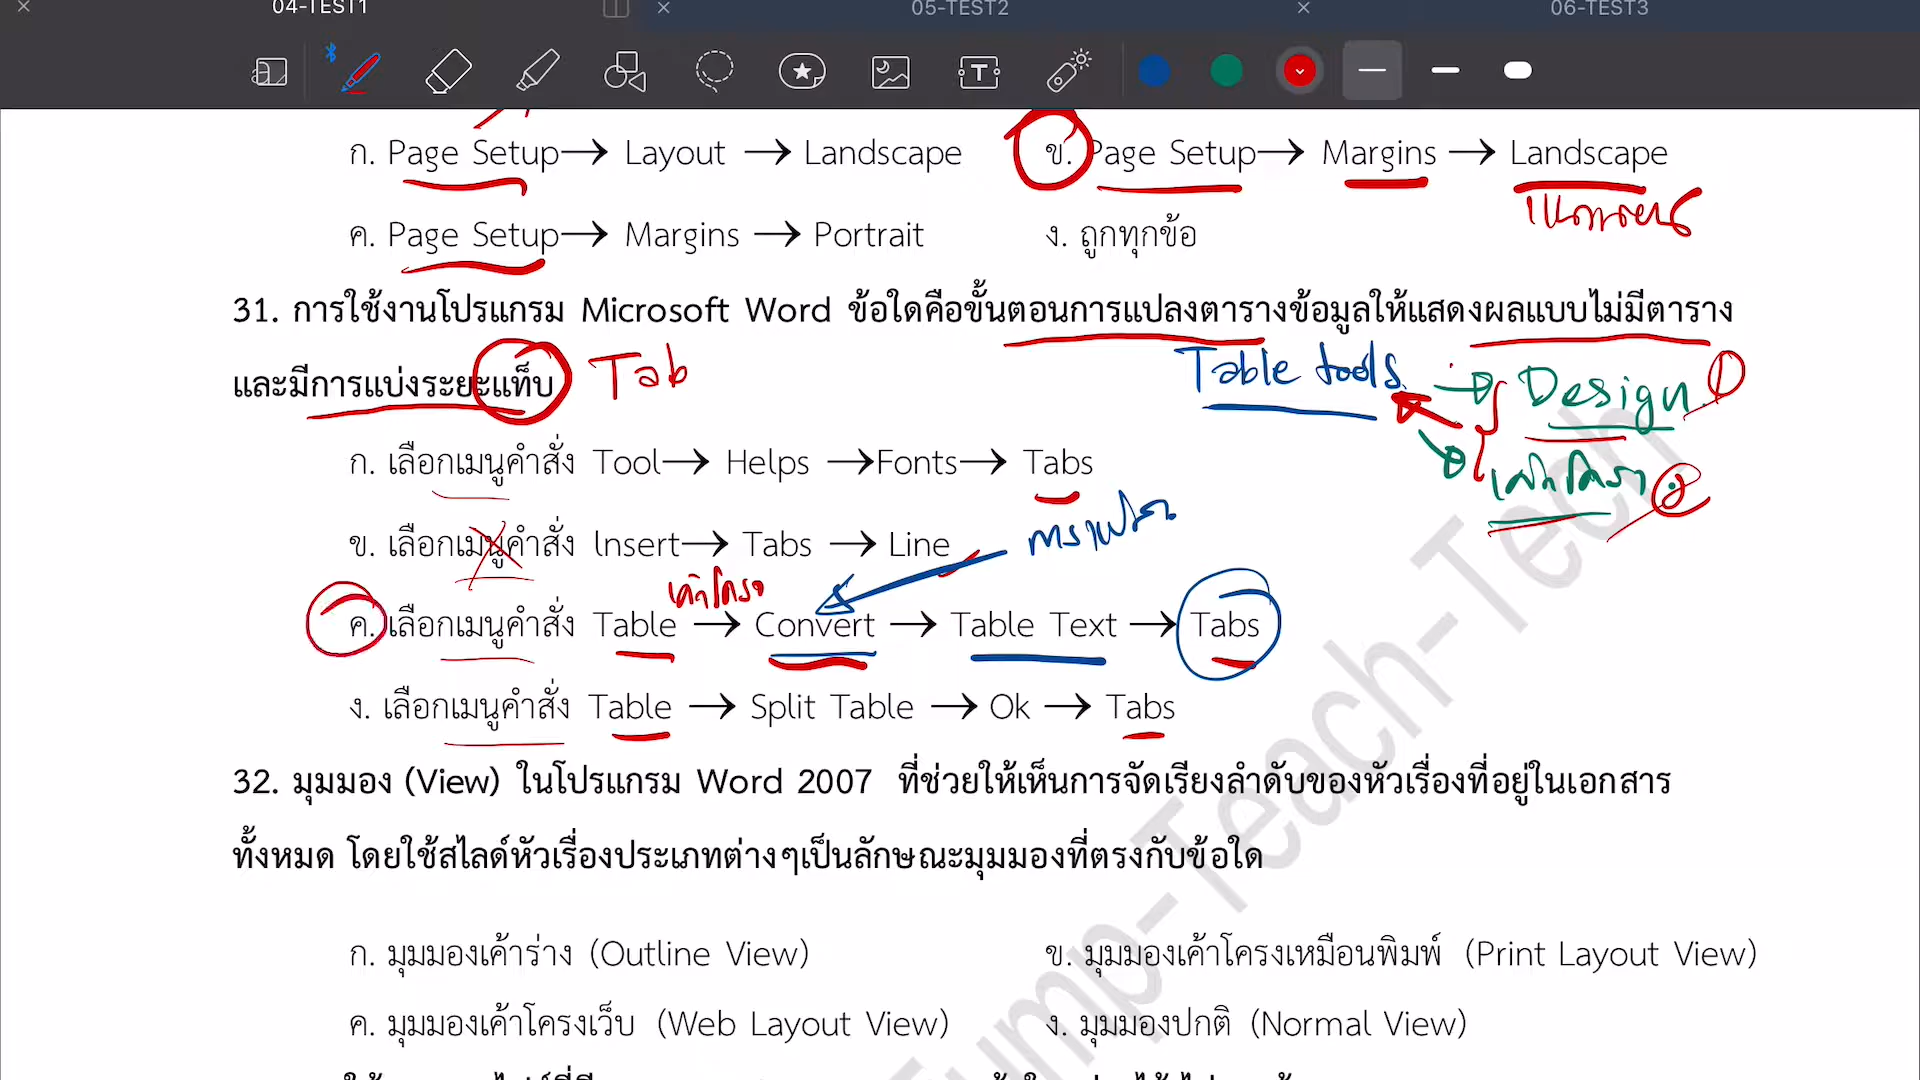 04-TEST1 05-TEST2 06-TEST3
ก. Page Setup→ Layout → Landscape ข. Page Setup→ Margins → Landscape
แนวนอน
ค. Page Setup→ Margins → Portrait ง. ถูกทุกข้อ
31. การใช้งานโปรแกรม Microsoft Word ข้อใดคือขั้นตอนการแปลงตารางข้อมูลให้แสดงผลแบบไม่มีตาราง
และมีการแบ่งระยะแท็บ Tab Table tools Design 1
เค้าโครง 2
ก. เลือกเมนูคำสั่ง Tool→ Helps →Fonts→ Tabs
ข. เลือกเมนูคำสั่ง lnsert→ Tabs → Line
เค้าโครง
ค. เลือกเมนูคำสั่ง Table → Convert → Table Text → Tabs
ง. เลือกเมนูคำสั่ง Table → Split Table → Ok → Tabs
32. มุมมอง (View) ในโปรแกรม Word 2007 ที่ช่วยให้เห็นการจัดเรียงลำดับของหัวเรื่องที่อยู่ในเอกสาร
ทั้งหมด โดยใช้สไลด์หัวเรื่องประเภทต่างๆเป็นลักษณะมุมมองที่ตรงกับข้อใด
ก. มุมมองเค้าร่าง (Outline View) ข. มุมมองเค้าโครงเหมือนพิมพ์ (Print Layout View)
ค. มุมมองเค้าโครงเว็บ (Web Layout View) ง. มุมมองปกติ (Normal View)
Jump-Teach-Tech